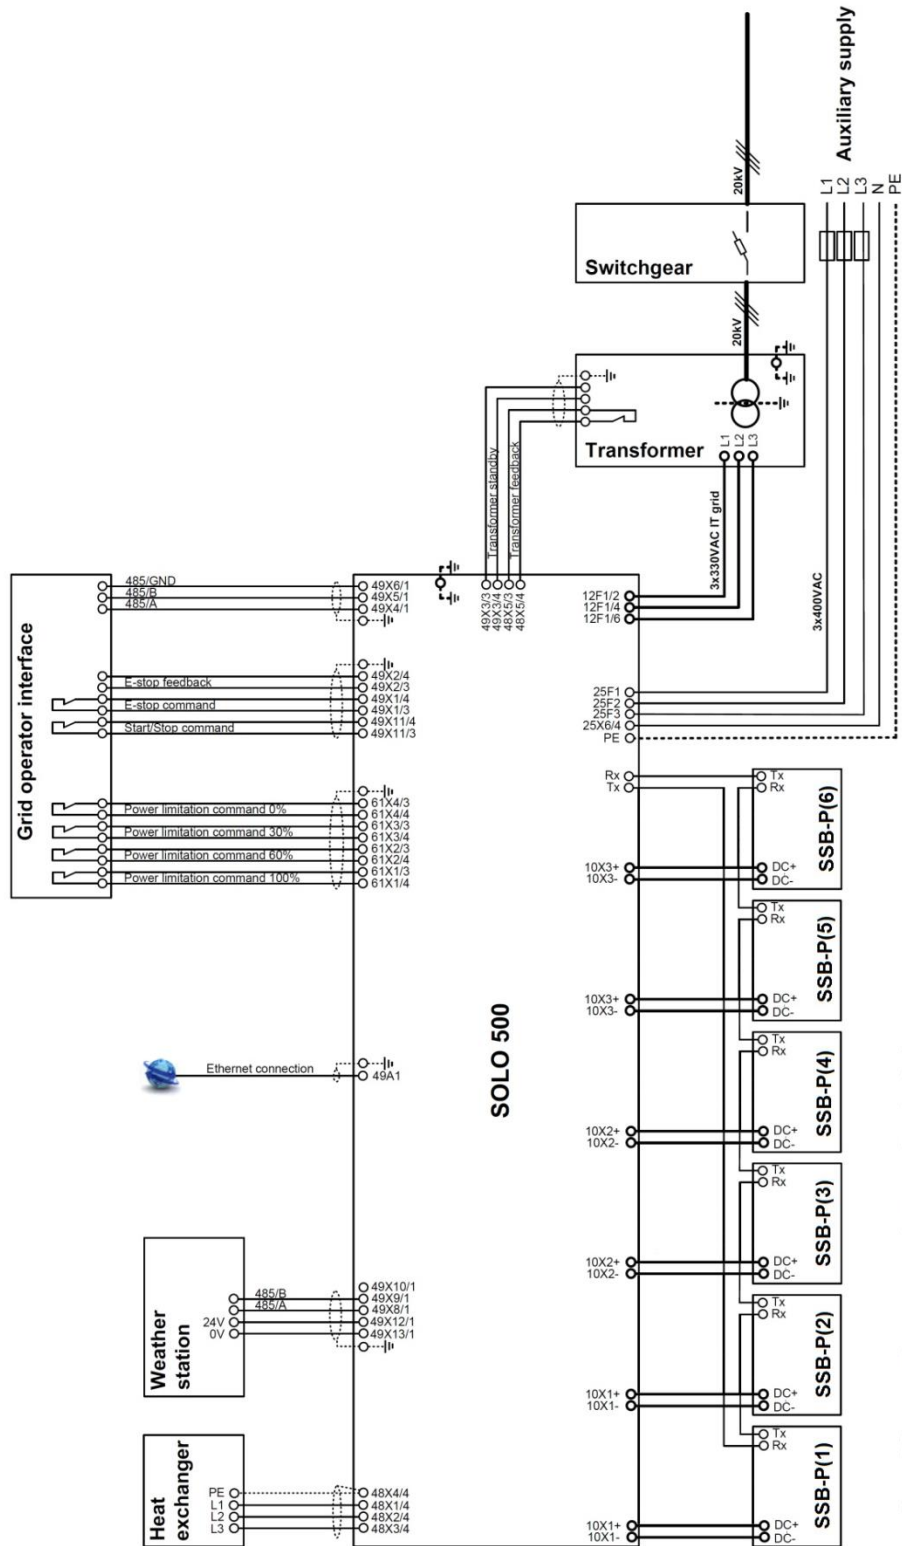 Auxiliary supply
L1
L2
L3
N
PE
20kV
Switchgear
20kV
Transformer
L1
L2
L3
Transformer standby
Transformer feedback
3x330VAC IT grid
3x400VAC
Grid operator interface
485/GND
485/B
485/A
E-stop feedback
E-stop command
Start/Stop command
Power limitation command 0%
Power limitation command 30%
Power limitation command 60%
Power limitation command 100%
49X6/1
49X5/1
49X4/1
49X2/4
49X2/3
49X1/4
49X1/3
49X11/4
49X11/3
61X4/3
61X4/4
61X3/3
61X3/4
61X2/3
61X2/4
61X1/3
61X1/4
49X3/3
49X3/4
48X5/3
48X5/4
12F1/2
12F1/4
12F1/6
25F1
25F2
25F3
25X6/4
PE
Rx
Tx
SOLO 500
Ethernet connection
49A1
Weather
station
485/B
485/A
24V
0V
49X10/1
49X9/1
49X8/1
49X12/1
49X13/1
Heat
exchanger
PE
L1
L2
L3
48X4/4
48X1/4
48X2/4
48X3/4
10X3+
10X3-
Tx
Rx
DC+
DC-
SSB-P(6)
10X3+
10X3-
Tx
Rx
DC+
DC-
SSB-P(5)
10X2+
10X2-
Tx
Rx
DC+
DC-
SSB-P(4)
10X2+
10X2-
Tx
Rx
DC+
DC-
SSB-P(3)
10X1+
10X1-
Tx
Rx
DC+
DC-
SSB-P(2)
10X1+
10X1-
Tx
Rx
DC+
DC-
SSB-P(1)